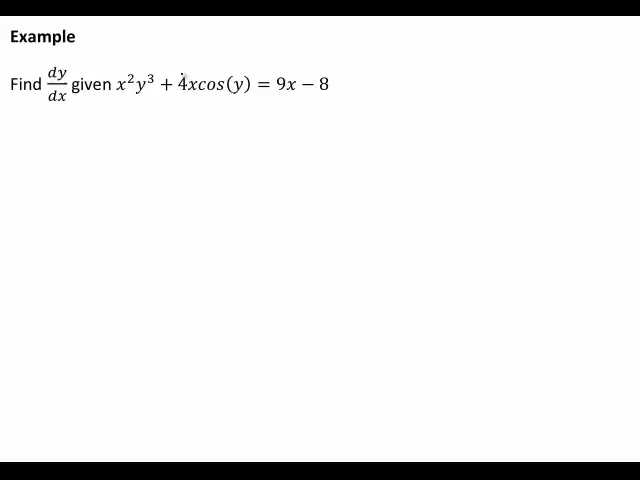 Example
Find dy/dx given x²y³ + 4xcos(y) = 9x − 8